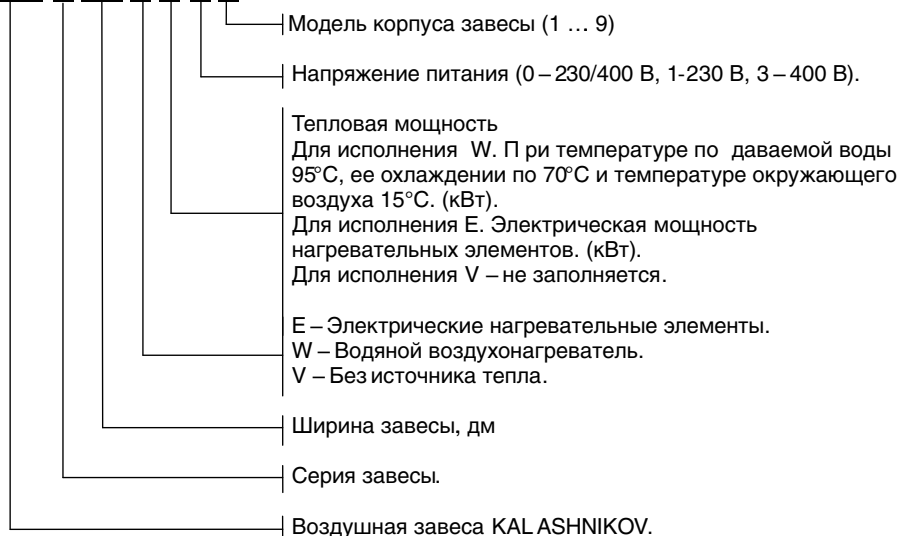 Модель корпуса завесы (1 … 9)
Напряжение питания (0 – 230/400 В, 1-230 В, 3 – 400 В).
Тепловая мощность
Для исполнения W. П ри температуре по даваемой воды
95°С, ее охлаждении по 70°С и температуре окружающего
воздуха 15°С. (кВт).
Для исполнения Е. Электрическая мощность
нагревательных элементов. (кВт).
Для исполнения V – не заполняется.
Е – Электрические нагревательные элементы.
W – Водяной воздухонагреватель.
V – Без источника тепла.
Ширина завесы, дм
Серия завесы.
Воздушная завеса KAL ASHNIKOV.